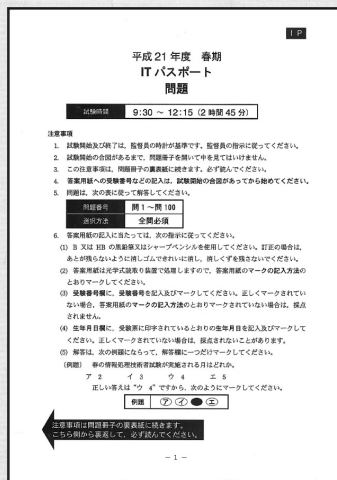 IP
平成21年度 春期
ITパスポート
問題
試験時間 9:30 ～ 12:15 (2時間45分)
注意事項
1. 試験開始及び終了は、監督員の時計が基準です。監督員の指示に従ってください。
2. 試験開始の合図があるまで、問題冊子を開いて中を見てはいけません。
3. この注意事項は、問題冊子の裏表紙に続きます。必ず読んでください。
4. 答案用紙への受験番号などの記入は、試験開始の合図があってから始めてください。
5. 問題は、次の表に従って解答してください。
問題番号 問1～問100
選択方法 全問必須
6. 答案用紙の記入に当たっては、次の指示に従ってください。
(1) B又はHBの黒鉛筆又はシャープペンシルを使用してください。訂正の場合は、
あとが残らないように消しゴムできれいに消し、消しくずを残さないでください。
(2) 答案用紙は光学式読取り装置で処理しますので、答案用紙のマークの記入方法の
とおりマークしてください。
(3) 受験番号欄に、受験番号を記入及びマークしてください。正しくマークされてい
ない場合、答案用紙のマークの記入方法のとおりマークされていない場合は、採点
されません。
(4) 生年月日欄に、受験票に印字されているとおりの生年月日を記入及びマークして
ください。正しくマークされていない場合は、採点されないことがあります。
(5) 解答は、次の例題にならって、解答欄に一つだけマークしてください。
(例題) 春の情報処理技術者試験が実施される月はどれか。
ア 2 イ 3 ウ 4 エ 5
正しい答えは“ウ 4”ですから、次のようにマークしてください。
例題 ア イ ● エ
注意事項は問題冊子の裏表紙に続きます。
こちら側から裏返して、必ず読んでください。
- 1 -